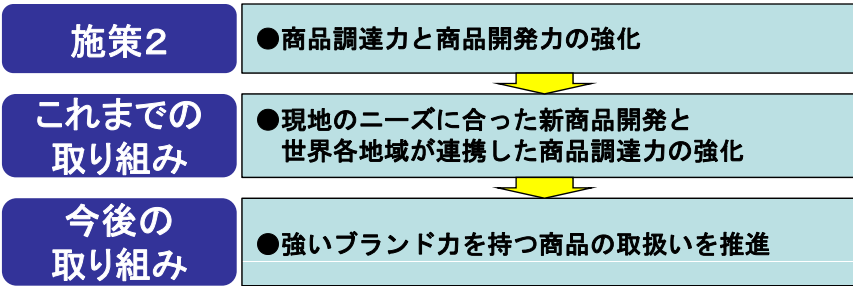 施策２
●商品調達力と商品開発力の強化
これまでの
取り組み
●現地のニーズに合った新商品開発と
世界各地域が連携した商品調達力の強化
今後の
取り組み
●強いブランド力を持つ商品の取扱いを推進